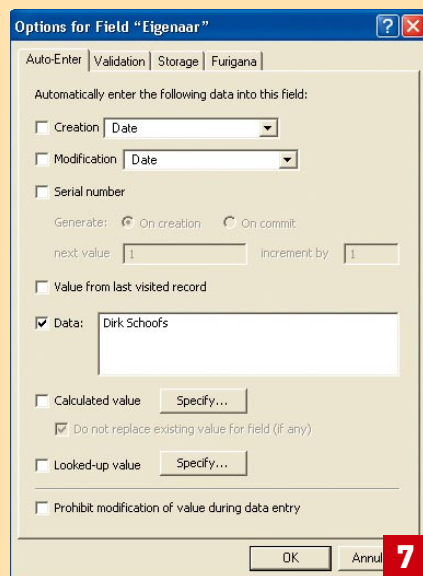 Options for Field “Eigenaar”
Auto-Enter Validation Storage Furigana
Automatically enter the following data into this field:
Creation Date
Modification Date
Serial number
Generate: On creation On commit
next value 1 increment by 1
Value from last visited record
Data: Dirk Schoofs
Calculated value Specify...
Do not replace existing value for field (if any)
Looked-up value Specify...
Prohibit modification of value during data entry
OK Annul
7